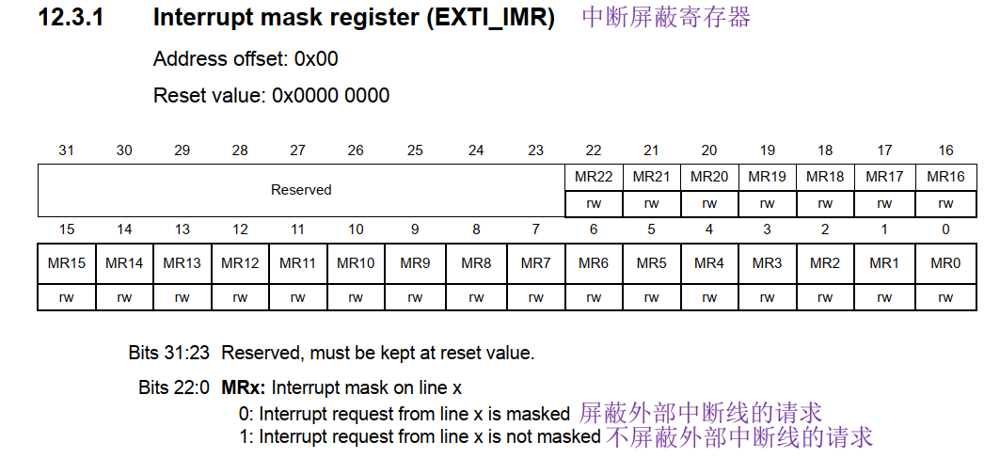 12.3.1 Interrupt mask register (EXTI_IMR) 中断屏蔽寄存器
Address offset: 0x00
Reset value: 0x0000 0000
31 30 29 28 27 26 25 24 23 22 21 20 19 18 17 16
Reserved MR22 MR21 MR20 MR19 MR18 MR17 MR16
rw rw rw rw rw rw rw
15 14 13 12 11 10 9 8 7 6 5 4 3 2 1 0
MR15 MR14 MR13 MR12 MR11 MR10 MR9 MR8 MR7 MR6 MR5 MR4 MR3 MR2 MR1 MR0
rw rw rw rw rw rw rw rw rw rw rw rw rw rw rw rw
Bits 31:23 Reserved, must be kept at reset value.
Bits 22:0 MRx: Interrupt mask on line x
0: Interrupt request from line x is masked 屏蔽外部中断线的请求
1: Interrupt request from line x is not masked 不屏蔽外部中断线的请求